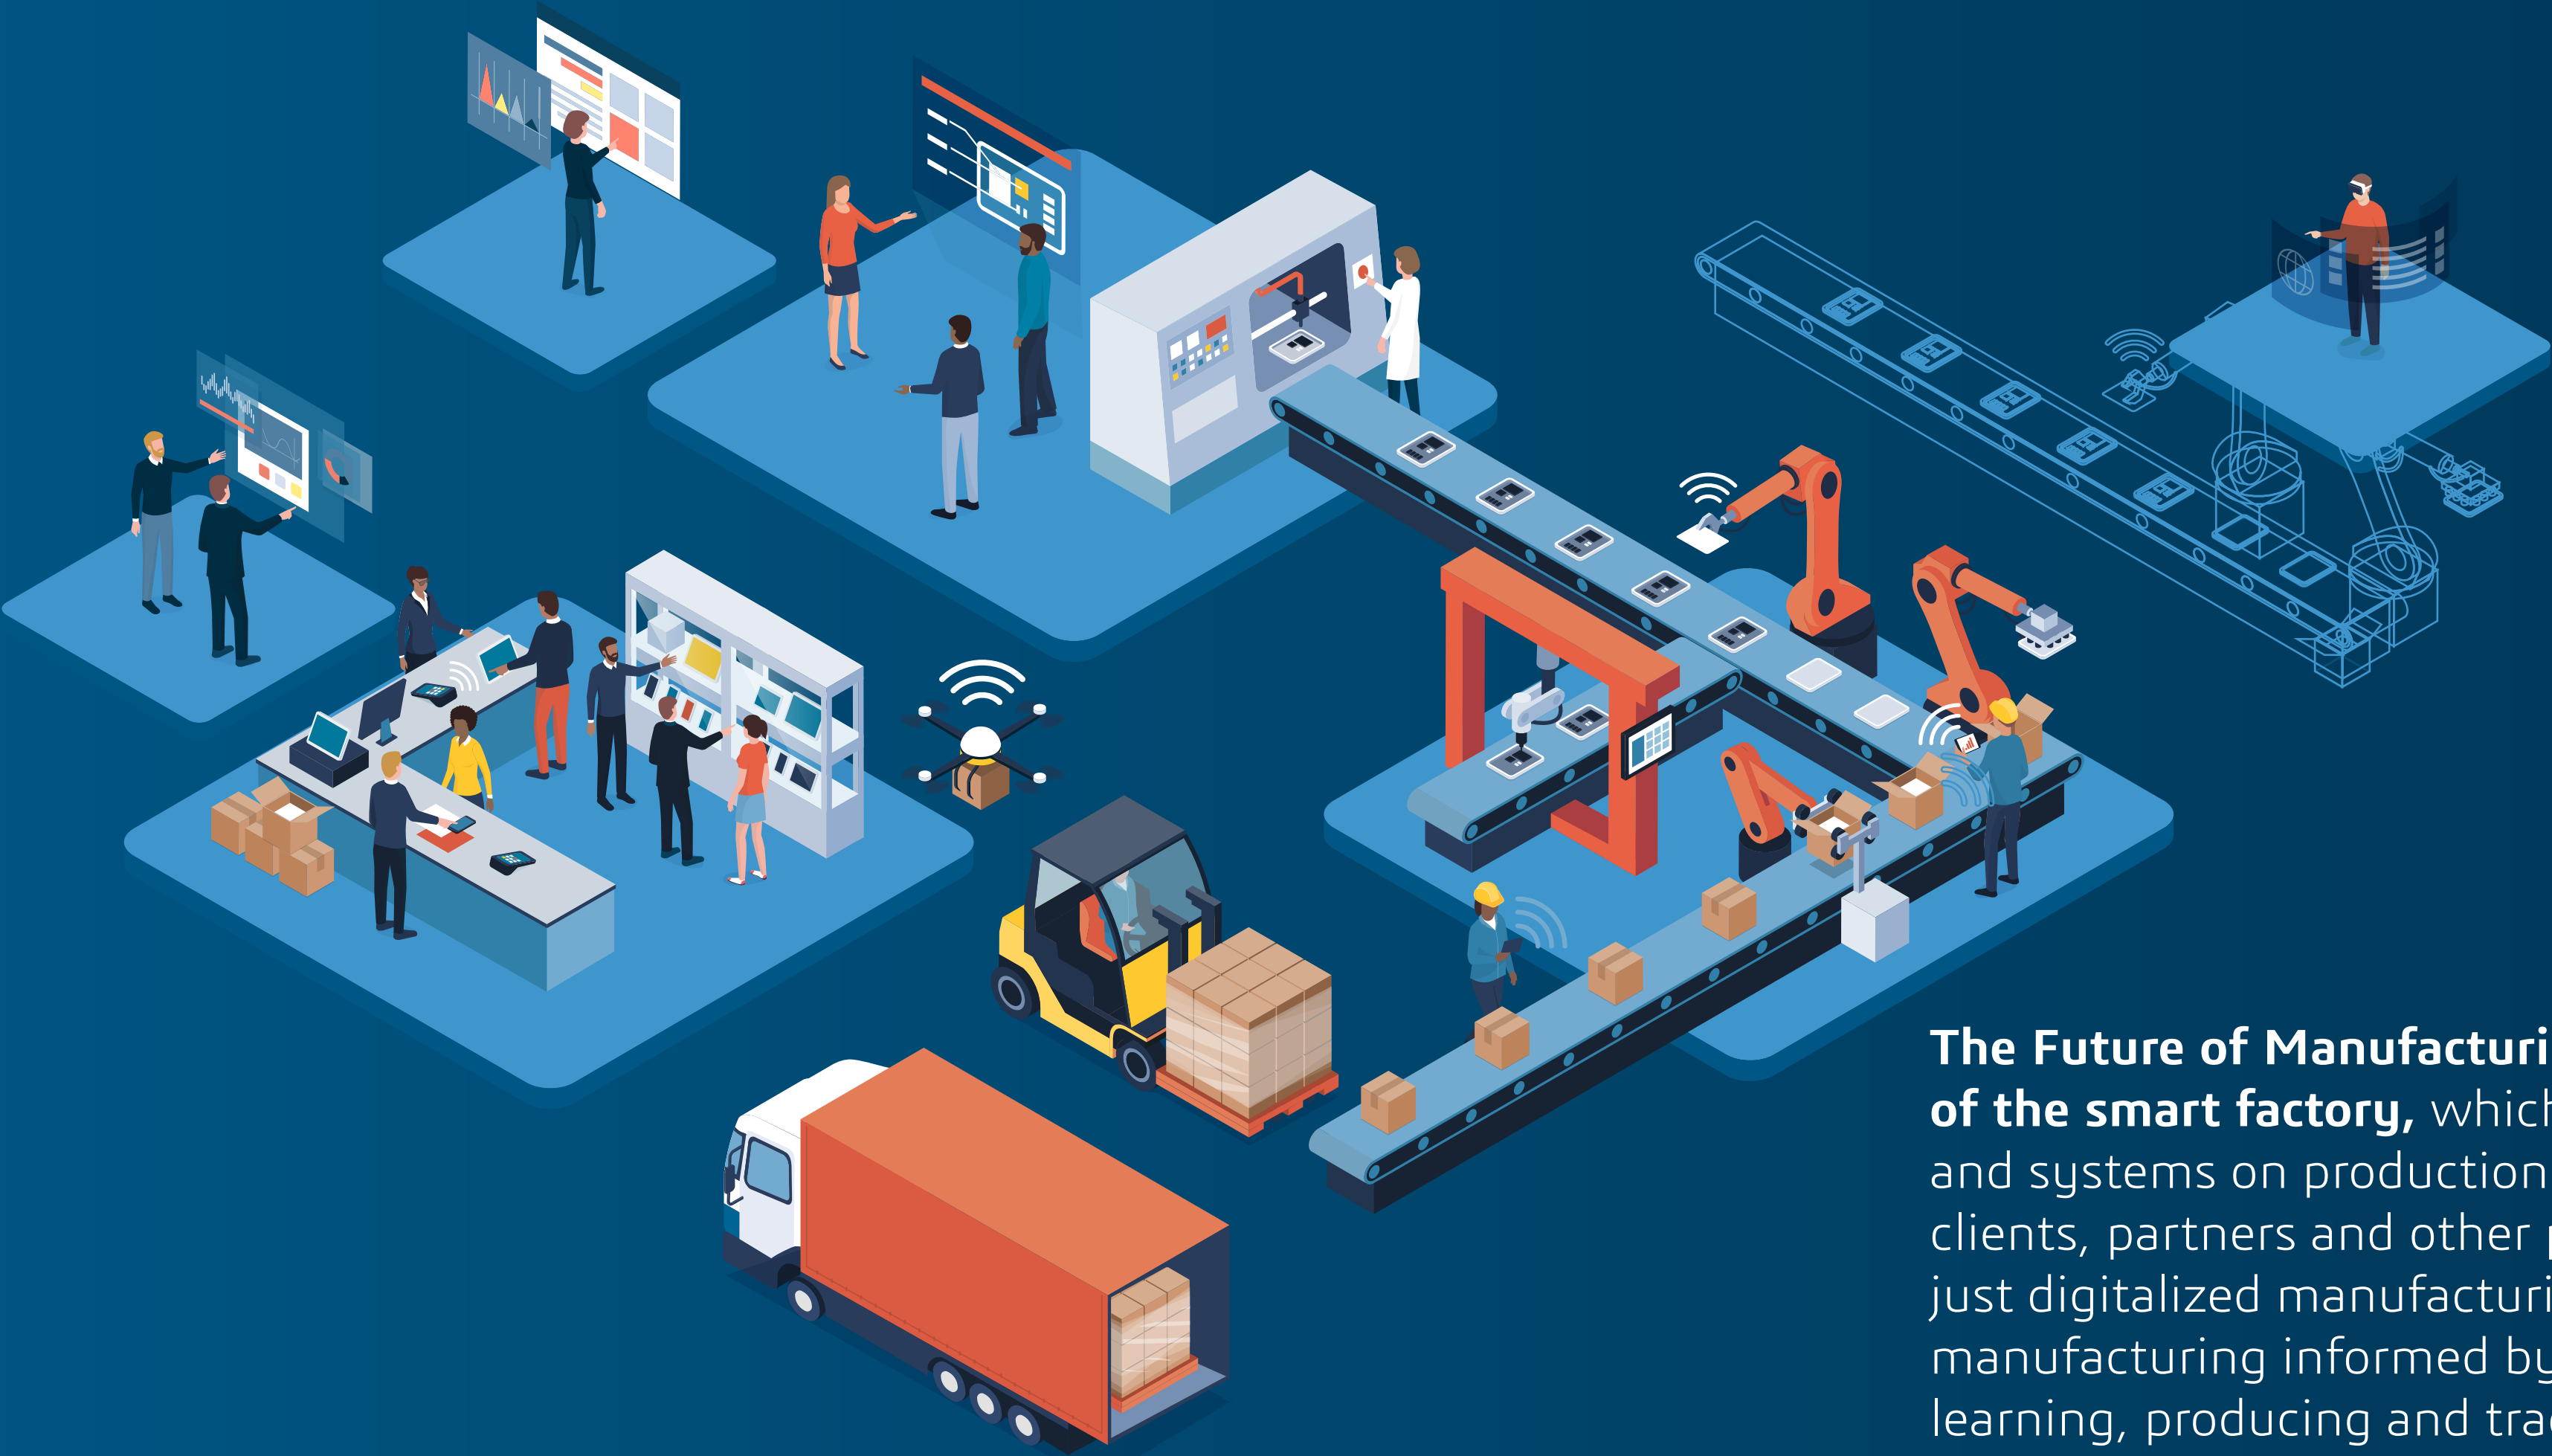 The Future of Manufacturi
of the smart factory, which
and systems on production
clients, partners and other
just digitalized manufacturi
manufacturing informed by
learning, producing and tra